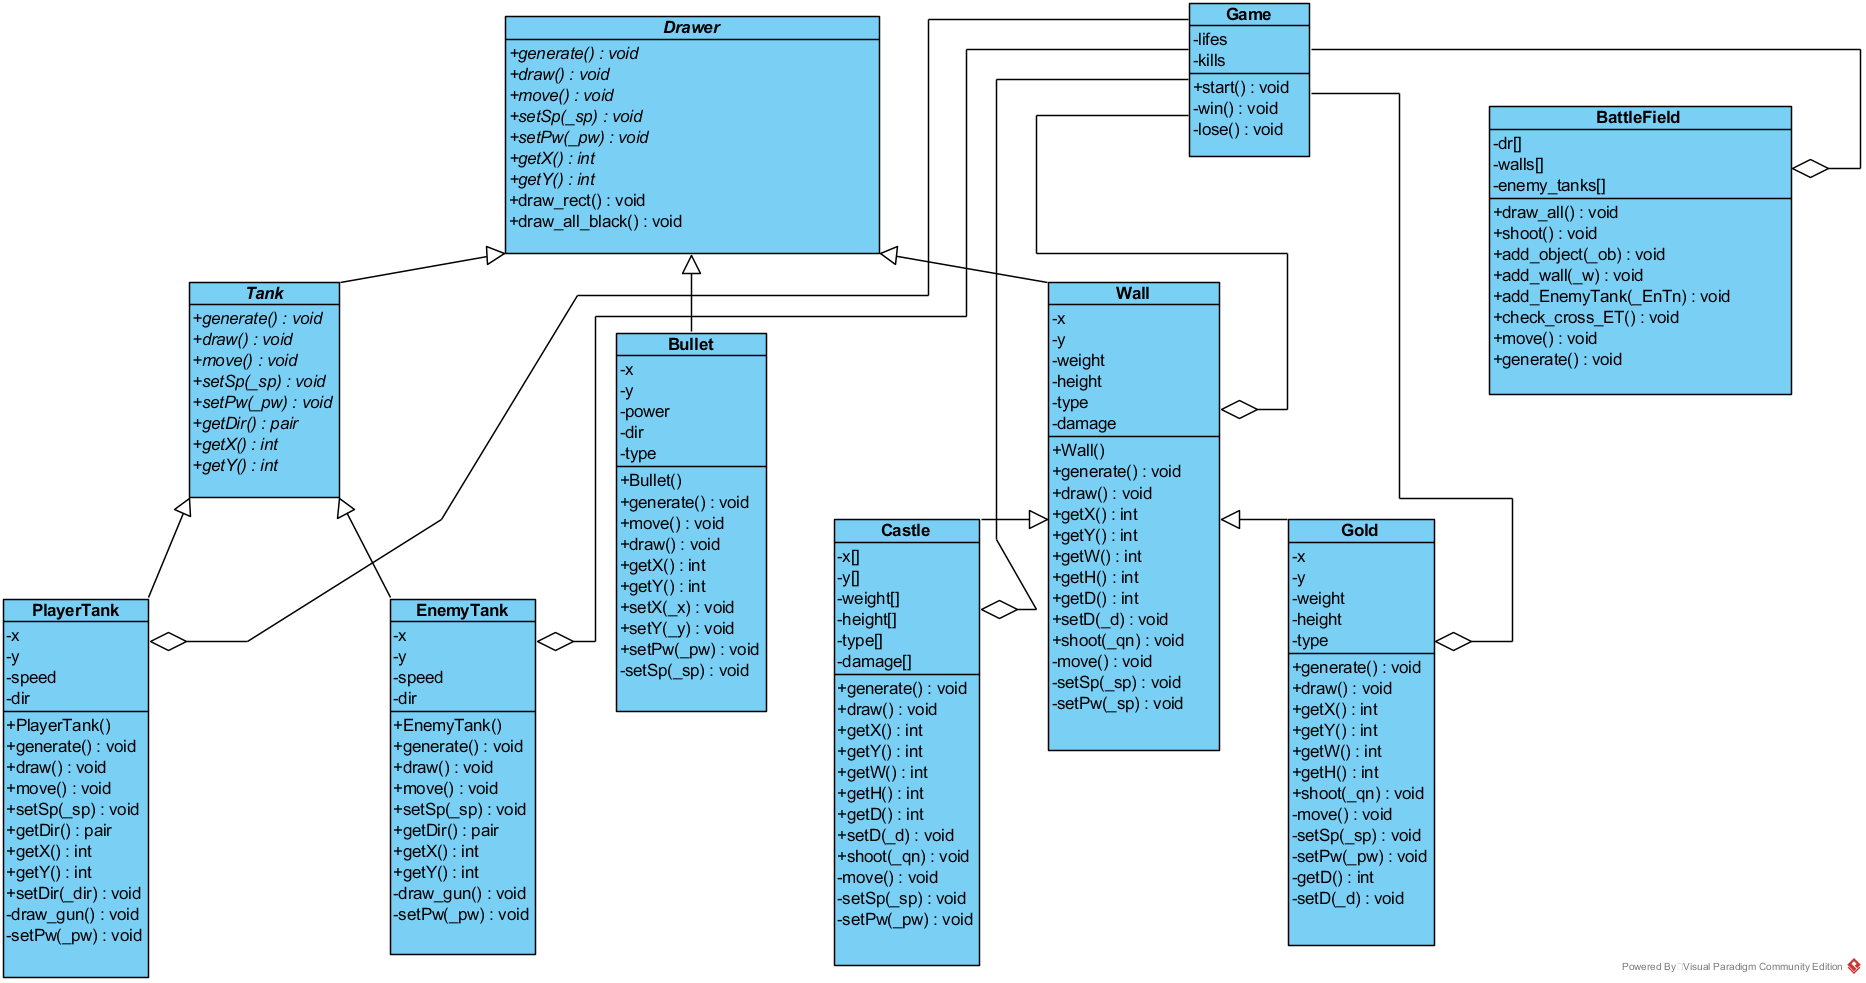 Drawer
+generate() : void
+draw() : void
+move() : void
+setSp(_sp) : void
+setPw(_pw) : void
+getX() : int
+getY() : int
+draw_rect() : void
+draw_all_black() : void
Game
-lifes
-kills
+start() : void
-win() : void
-lose() : void
BattleField
-dr[]
-walls[]
-enemy_tanks[]
+draw_all() : void
+shoot() : void
+add_object(_ob) : void
+add_wall(_w) : void
+add_EnemyTank(_EnTn) : void
+check_cross_ET() : void
+move() : void
+generate() : void
Tank
+generate() : void
+draw() : void
+move() : void
+setSp(_sp) : void
+setPw(_pw) : void
+getDir() : pair
+getX() : int
+getY() : int
Bullet
-x
-y
-power
-dir
-type
+Bullet()
+generate() : void
+move() : void
+draw() : void
+getX() : int
+getY() : int
+setX(_x) : void
+setY(_y) : void
+setPw(_pw) : void
-setSp(_sp) : void
Wall
-x
-y
-weight
-height
-type
-damage
+Wall()
+generate() : void
+draw() : void
+getX() : int
+getY() : int
+getW() : int
+getH() : int
+getD() : int
+setD(_d) : void
+shoot(_qn) : void
-move() : void
-setSp(_sp) : void
-setPw(_sp) : void
PlayerTank
-x
-y
-speed
-dir
+PlayerTank()
+generate() : void
+draw() : void
+move() : void
+setSp(_sp) : void
+getDir() : pair
+getX() : int
+getY() : int
+setDir(_dir) : void
-draw_gun() : void
-setPw(_pw) : void
EnemyTank
-x
-y
-speed
-dir
+EnemyTank()
+generate() : void
+draw() : void
+move() : void
+setSp(_sp) : void
+getDir() : pair
+getX() : int
+getY() : int
-draw_gun() : void
-setPw(_pw) : void
Castle
-x[]
-y[]
-weight[]
-height[]
-type[]
-damage[]
+generate() : void
+draw() : void
+getX() : int
+getY() : int
+getW() : int
+getH() : int
+getD() : int
+setD(_d) : void
+shoot(_qn) : void
-move() : void
-setSp(_sp) : void
-setPw(_pw) : void
Gold
-x
-y
-weight
-height
-type
+generate() : void
+draw() : void
+getX() : int
+getY() : int
+getW() : int
+getH() : int
+shoot(_qn) : void
-move() : void
-setSp(_sp) : void
-setPw(_pw) : void
-getD() : int
-setD(_d) : void
Powered By Visual Paradigm Community Edition